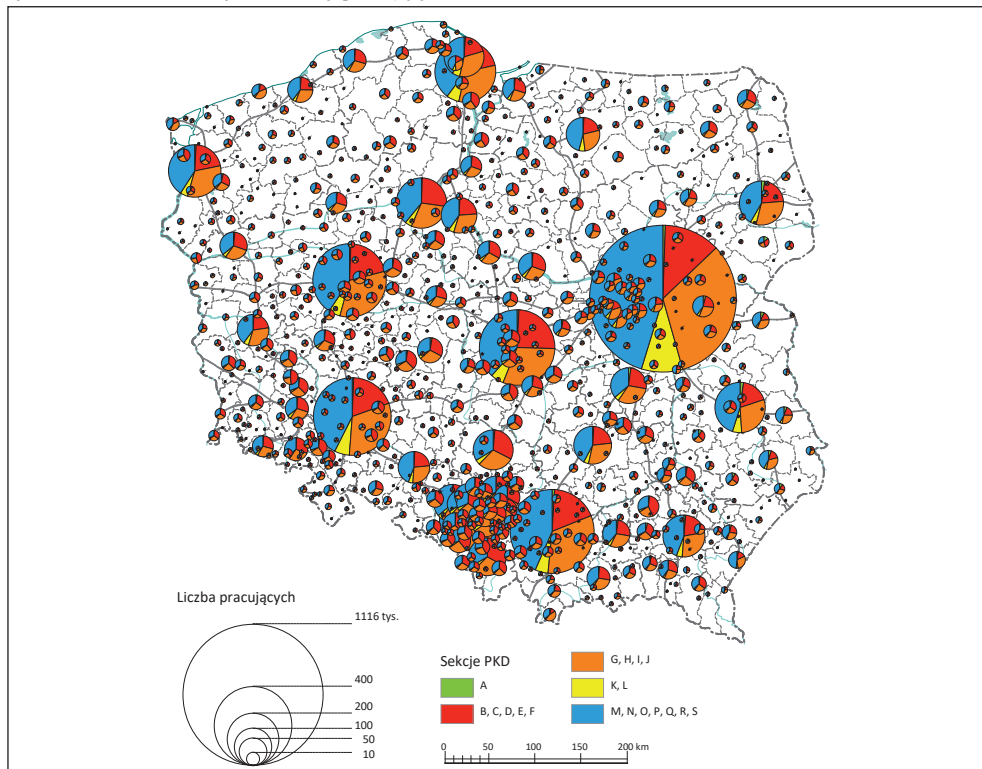 Liczba pracujących
1116 tys.
400
200
100
50
10
Sekcje PKD
A
B, C, D, E, F
G, H, I, J
K, L
M, N, O, P, Q, R, S
0 50 100 150 200 km